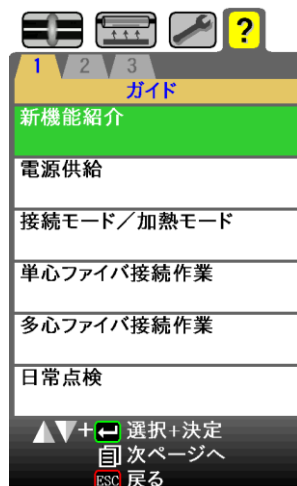 ?
1 2 3
ガイド
新機能紹介
電源供給
接続モード／加熱モード
単心ファイバ接続作業
多心ファイバ接続作業
日常点検
+ 選択+決定
次ページへ
ESC 戻る